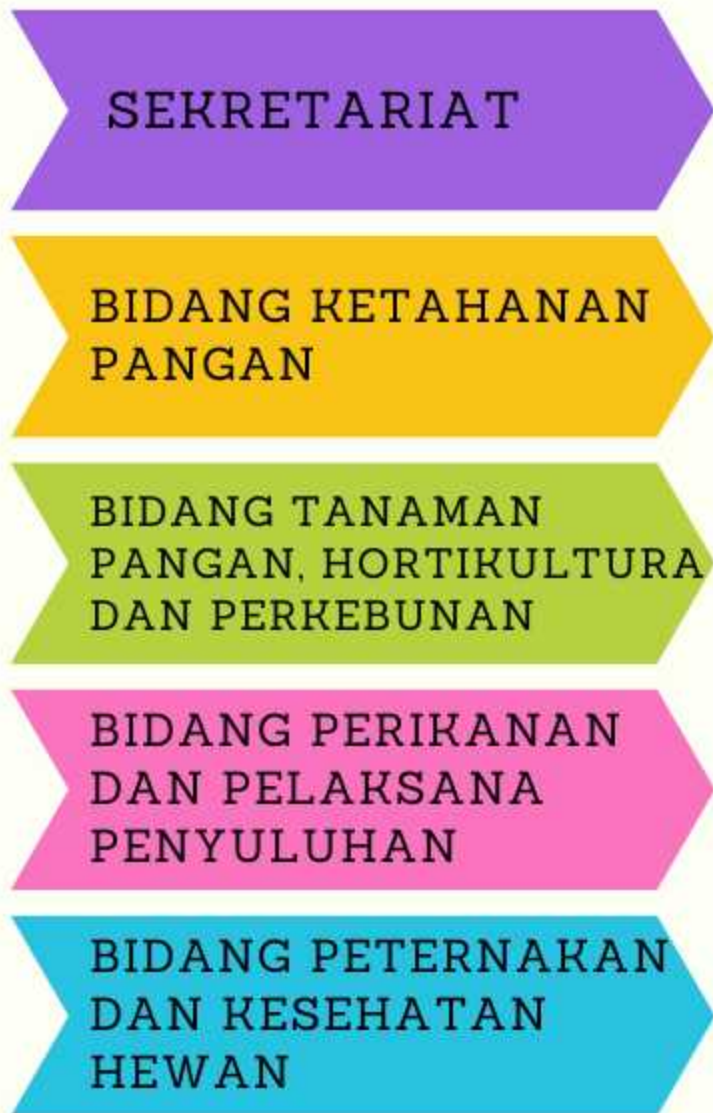 SEKRETARIAT
BIDANG KETAHANAN
PANGAN
BIDANG TANAMAN
PANGAN, HORTIKULTURA
DAN PERKEBUNAN
BIDANG PERIKANAN
DAN PELAKSANA
PENYULUHAN
BIDANG PETERNAKAN
DAN KESEHATAN
HEWAN